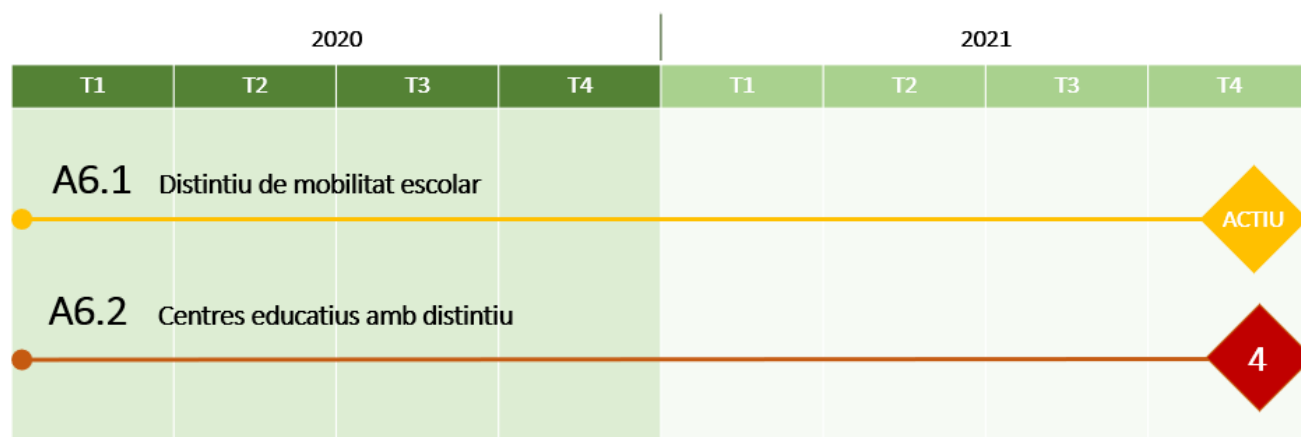 2020 2021
T1 T2 T3 T4 T1 T2 T3 T4
A6.1 Distintiu de mobilitat escolar
ACTIU
A6.2 Centres educatius amb distintiu
4